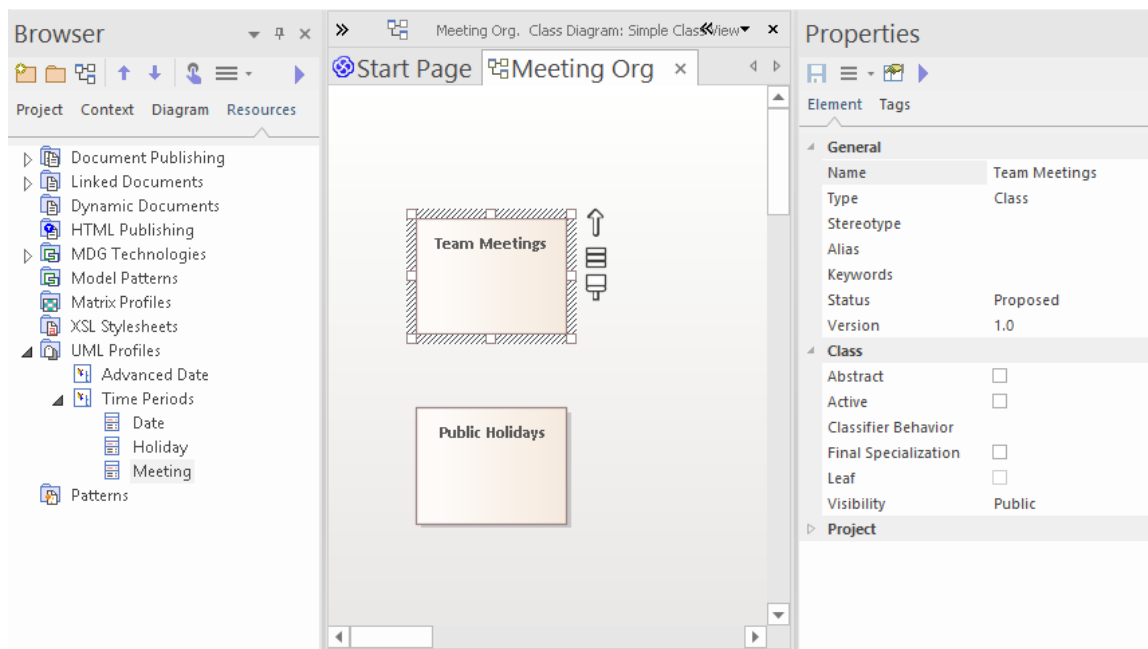 Browser
Project Context Diagram Resources
Document Publishing
Linked Documents
Dynamic Documents
HTML Publishing
MDG Technologies
Model Patterns
Matrix Profiles
XSL Stylesheets
UML Profiles
Advanced Date
Time Periods
Date
Holiday
Meeting
Patterns
Meeting Org. Class Diagram: Simple Class View
Start Page Meeting Org
Team Meetings
Public Holidays
Properties
Element Tags
General
Name Team Meetings
Type Class
Stereotype
Alias
Keywords
Status Proposed
Version 1.0
Class
Abstract
Active
Classifier Behavior
Final Specialization
Leaf
Visibility Public
Project